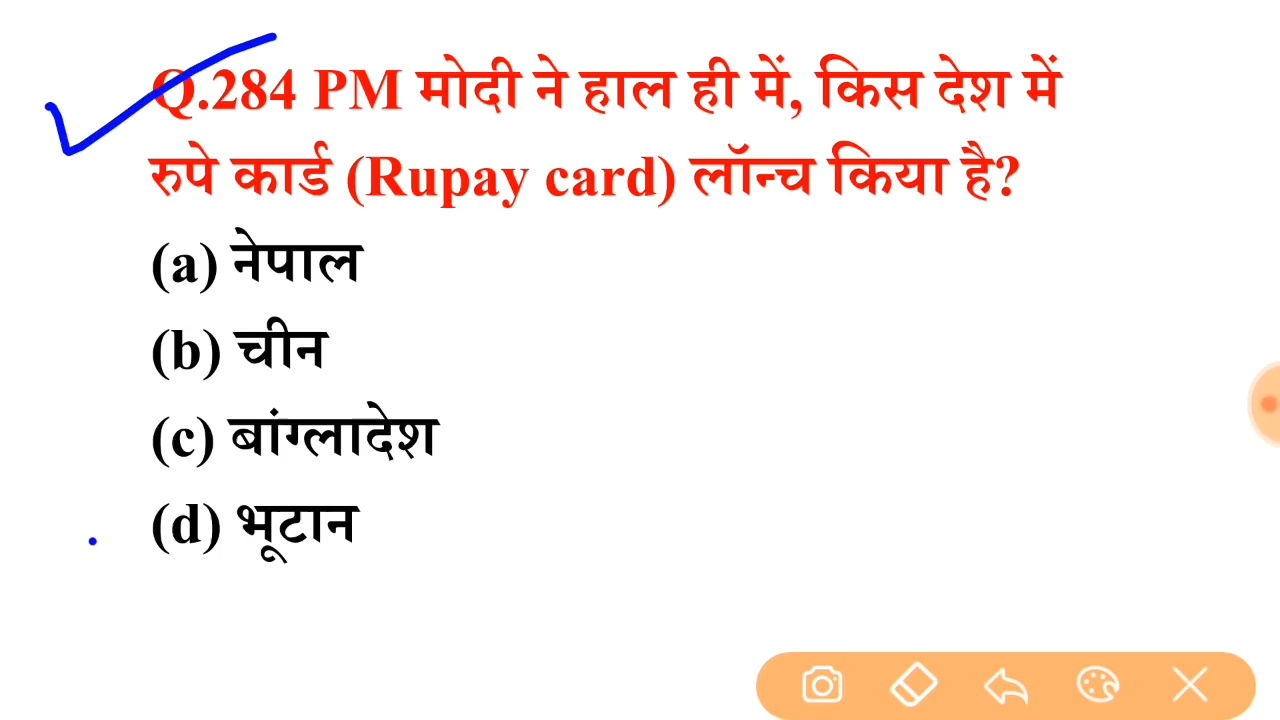 Q.284 PM मोदी ने हाल ही में, किस देश में
रुपे कार्ड (Rupay card) लॉन्च किया है?
(a) नेपाल
(b) चीन
(c) बांग्लादेश
(d) भूटान